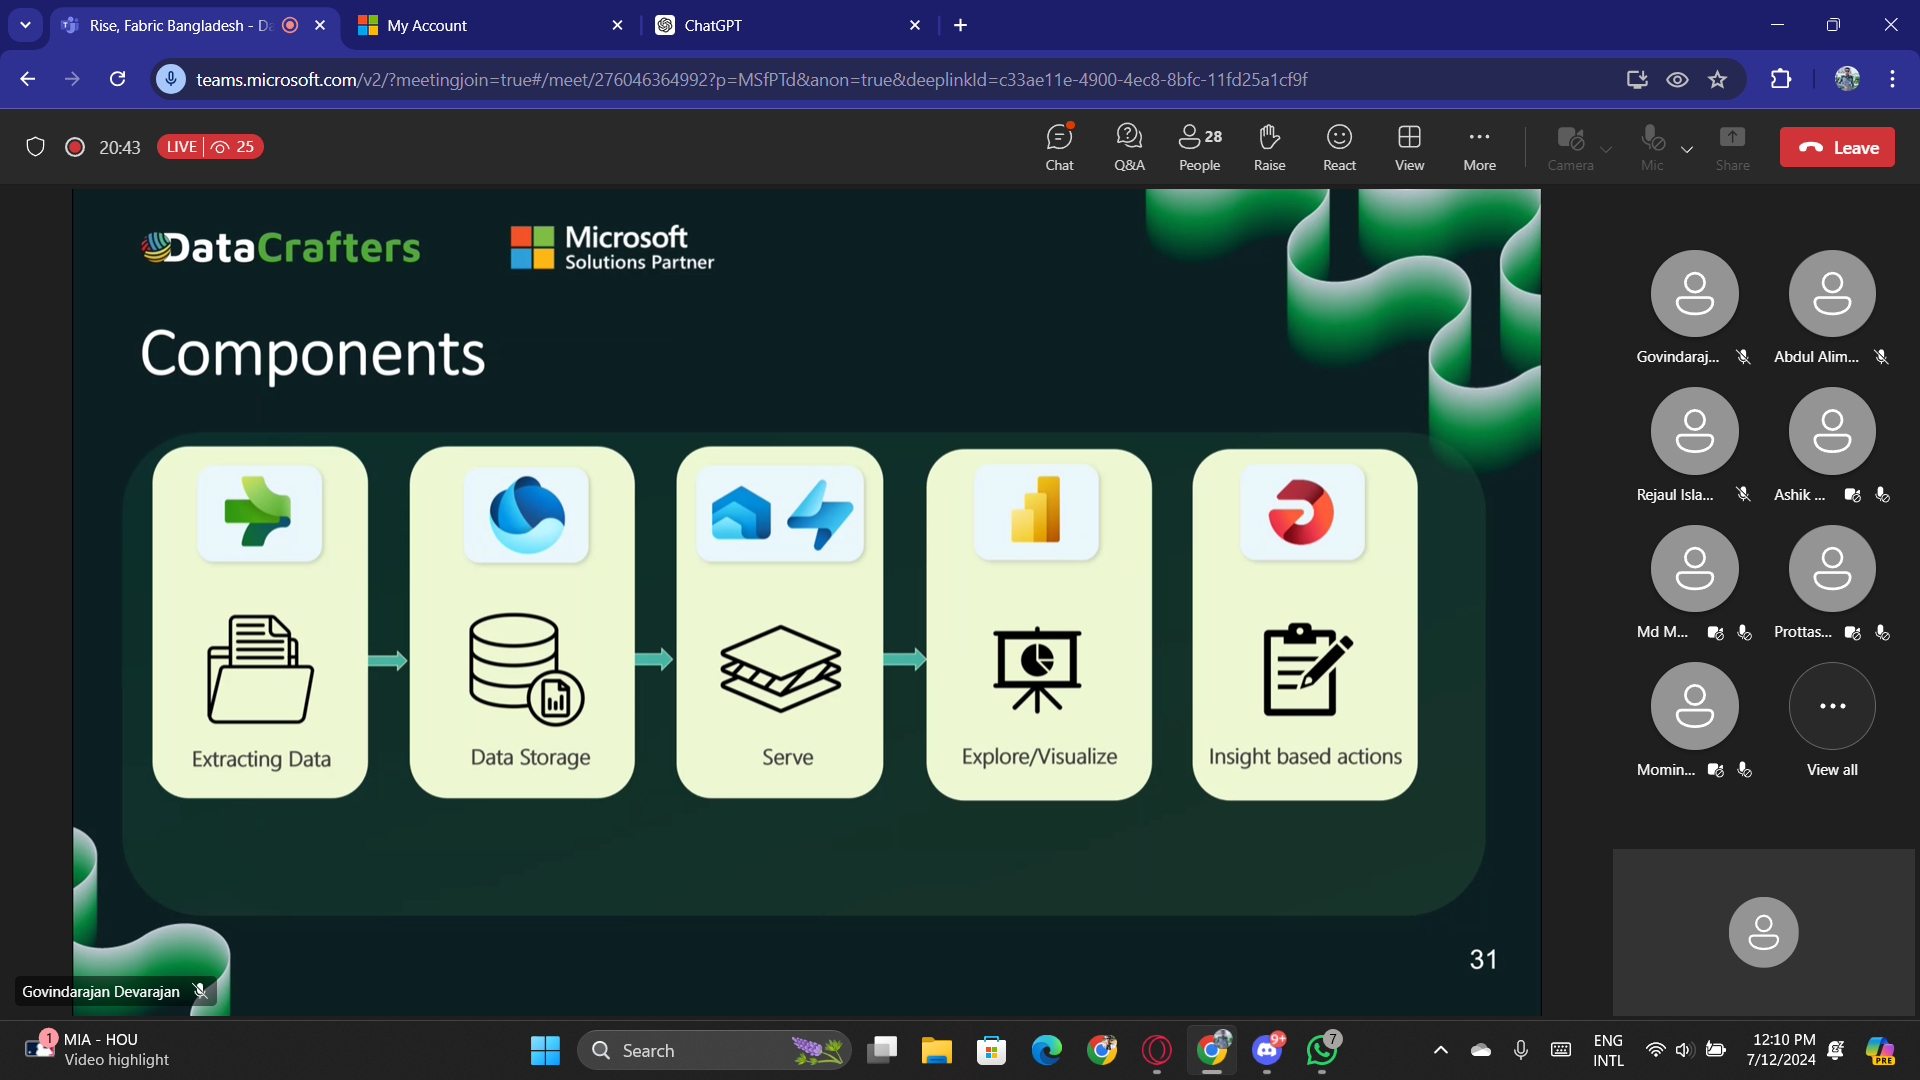 Rise, Fabric Bangladesh - Da
My Account
ChatGPT
teams.microsoft.com/v2/?meetingjoin=true#/meet/276046364992?p=MSfPTd&anon=true&deeplinkId=c33ae11e-4900-4ec8-8bfc-11fd25a1cf9f
20:43
LIVE 25
Chat
Q&A
28
People
Raise
React
View
More
Camera
Mic
Share
Leave
DataCrafters
Microsoft
Solutions Partner
Components
Extracting Data
Data Storage
Serve
Explore/Visualize
Insight based actions
31
Govindarajan Devarajan
Govindaraj...
Abdul Alim...
Rejaul Isla...
Ashik ...
Md M...
Prottas...
Momin...
View all
1
MIA - HOU
Video highlight
Search
PRE
9+
7
ENG
INTL
12:10 PM
7/12/2024